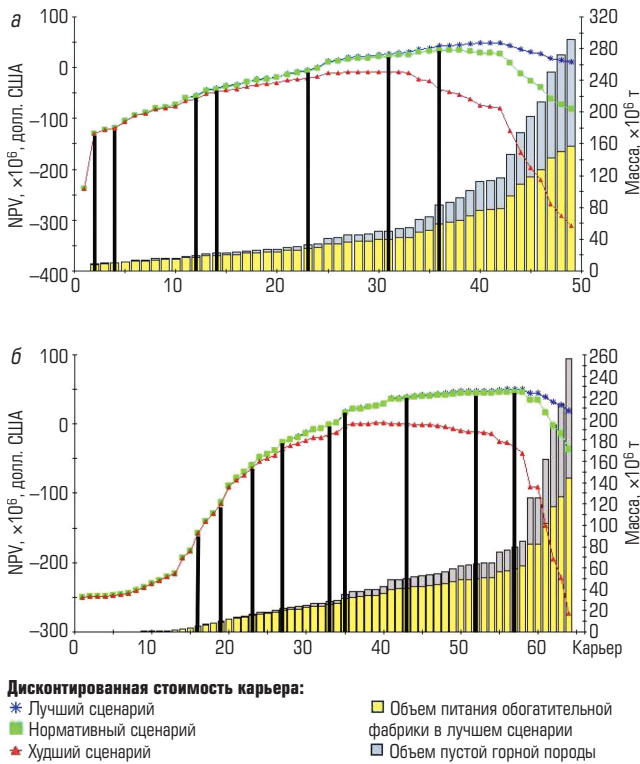 а
100
0
–100
–200
–300
–400
NPV, ×10⁶, долл. США
320
280
240
200
160
120
80
40
0
Масса, ×10⁶ т
0 10 20 30 40 50
б
100
0
–100
–200
–300
NPV, ×10⁶, долл. США
260
240
220
200
180
160
140
120
100
80
60
40
20
0
Масса, ×10⁶ т
0 10 20 30 40 50 60 Карьер
Дисконтированная стоимость карьера:
Лучший сценарий
Нормативный сценарий
Худший сценарий
Объем питания обогатительной
фабрики в лучшем сценарии
Объем пустой горной породы